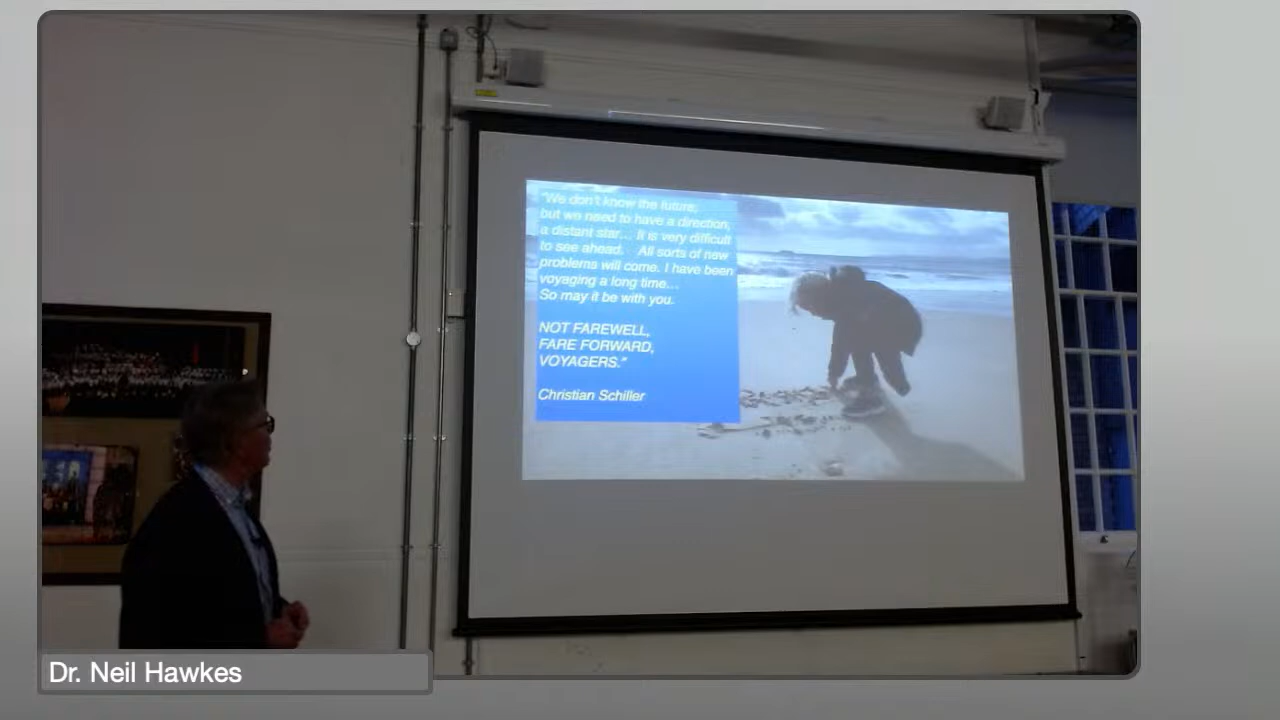 "We don't know the future;
but we need to have a direction,
a distant star... It is very difficult
to see ahead. All sorts of new
problems will come. I have been
voyaging a long time...
So may it be with you.
NOT FAREWELL,
FARE FORWARD,
VOYAGERS."
Christian Schiller
Dr. Neil Hawkes